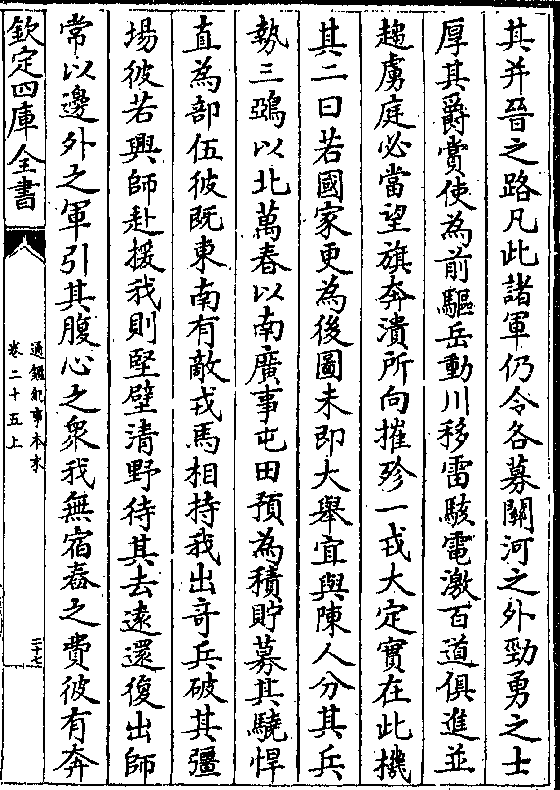 其并晉之路凡此諸軍仍令各募關河之外勁勇之士
厚其爵賞使為前驅岳動川移雷駭電激百道俱進並
趨虜庭必當望旗奔潰所向摧殄一戎大定實在此機
其二曰若國家更為後圖未即大舉宜與陳人分其兵
勢三鵶以北萬春以南廣事屯田預為積貯募其驍悍
直為部伍彼既東南有敵戎馬相持我出竒兵破其彊
場彼若興師赴援我則堅壁清野待其去逺還復出師
常以邊外之軍引其腹心之衆我無宿舂之費彼有奔
欽定四庫全書
通鑑紀事本末
卷二十五上
三十七